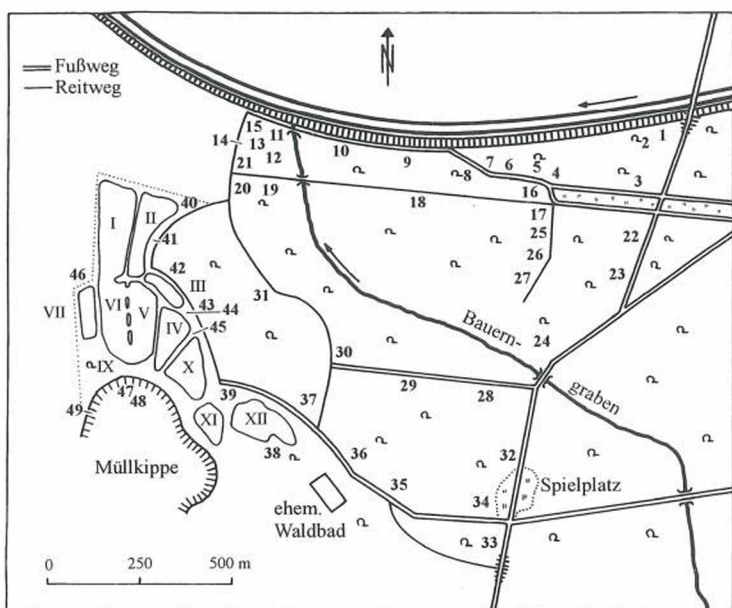 N
Fußweg
Reitweg
15
11
14
13
12
10
9
2
1
21
8
7
6
5
4
3
20
19
16
18
17
40
I
II
41
25
22
26
27
23
42
46
III
31
43
44
VII
VI
V
IV
45
Bauern-
24
30
graben
IX
X
47
48
49
39
37
29
28
XI
XII
38
36
32
Müllkippe
35
34
Spielplatz
ehem.
Waldbad
33
0
250
500 m